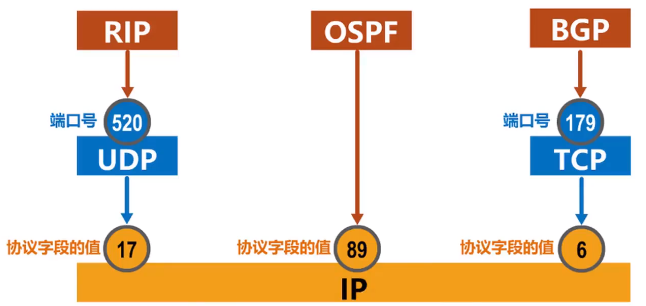 RIP OSPF BGP
端口号 520 端口号 179
UDP TCP
协议字段的值 17 协议字段的值 89 协议字段的值 6
IP